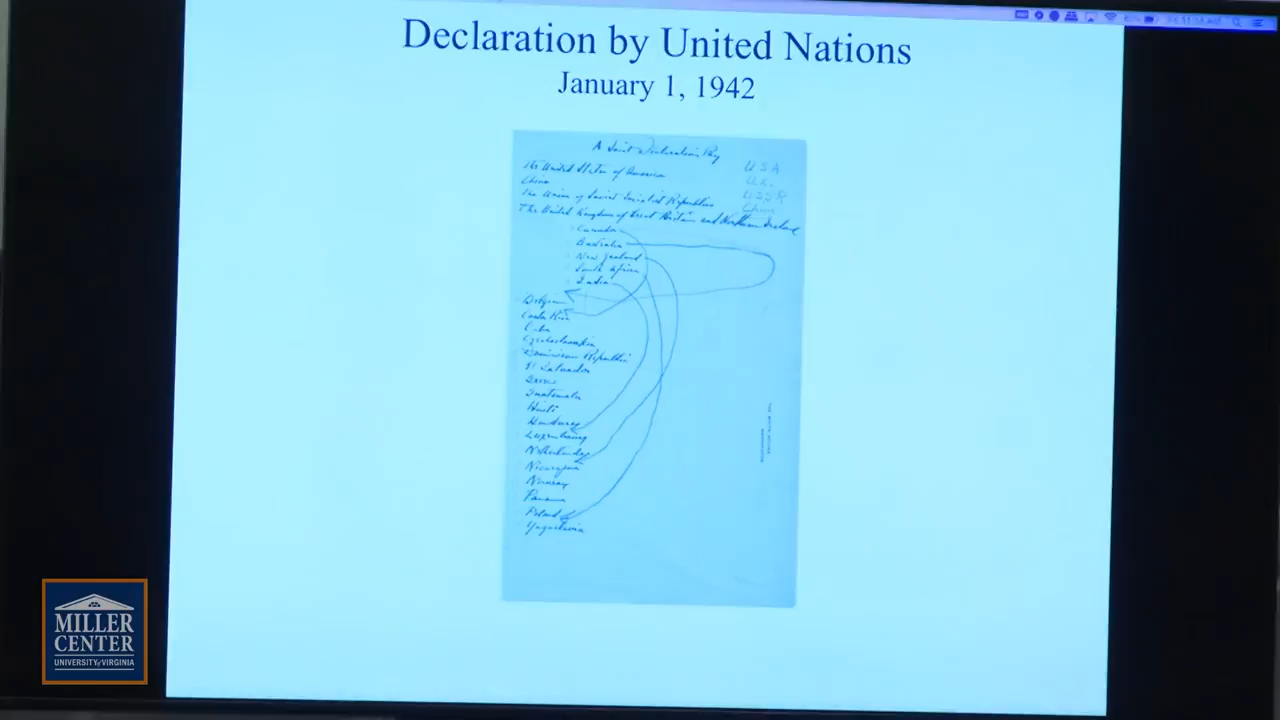 Declaration by United Nations
January 1, 1942
A Joint Declaration By
The United States of America
China
The Union of Soviet Socialist Republics
The United Kingdom of Great Britain and Northern Ireland
USA
U.K.
USSR
China
Canada
Australia
New Zealand
South Africa
India
Belgium
Costa Rica
Cuba
Czechoslovakia
Dominican Republic
El Salvador
Greece
Guatemala
Haiti
Honduras
Luxembourg
Netherlands
Nicaragua
Norway
Panama
Poland
Yugoslavia
MILLER
CENTER
UNIVERSITY of VIRGINIA